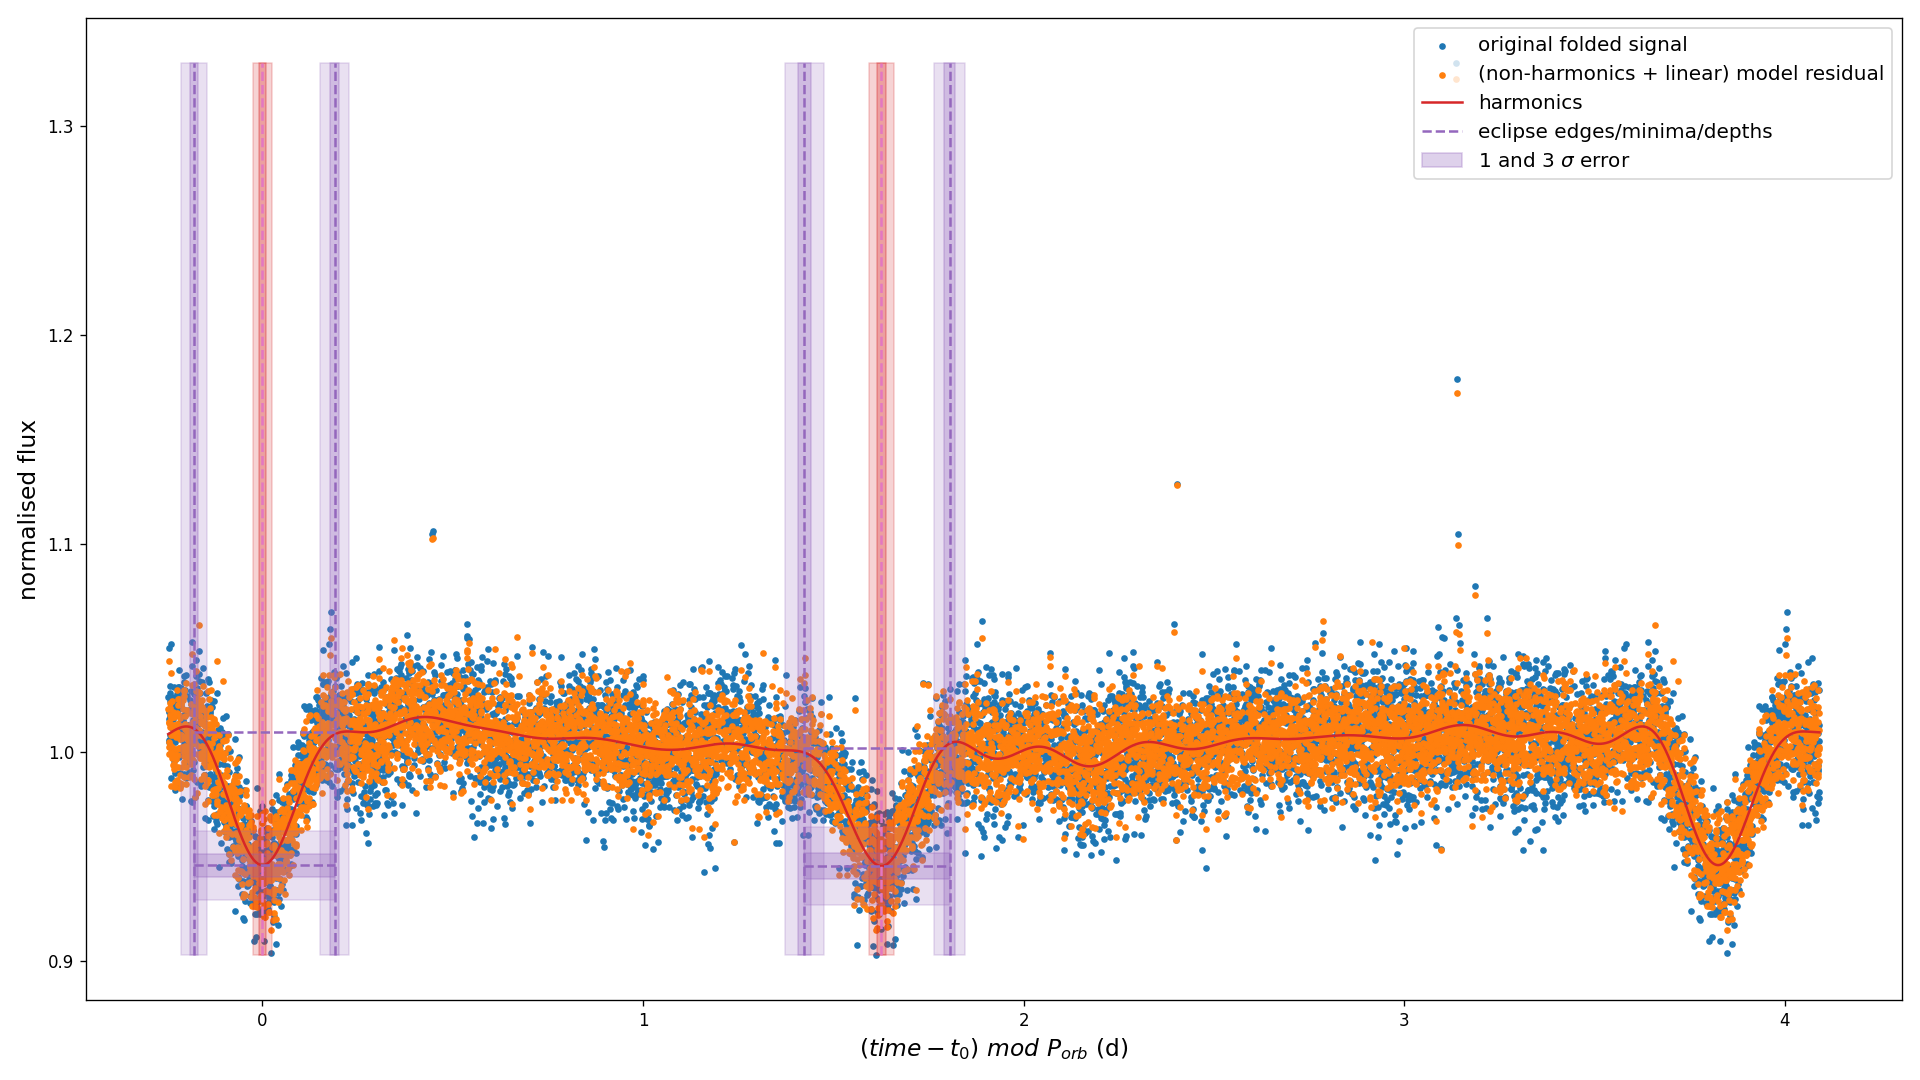 original folded signal
(non-harmonics + linear) model residual
harmonics
eclipse edges/minima/depths
1 and 3 σ error
normalised flux
1.3
1.2
1.1
1.0
0.9
0
1
2
3
4
(time − t₀) mod P_orb (d)